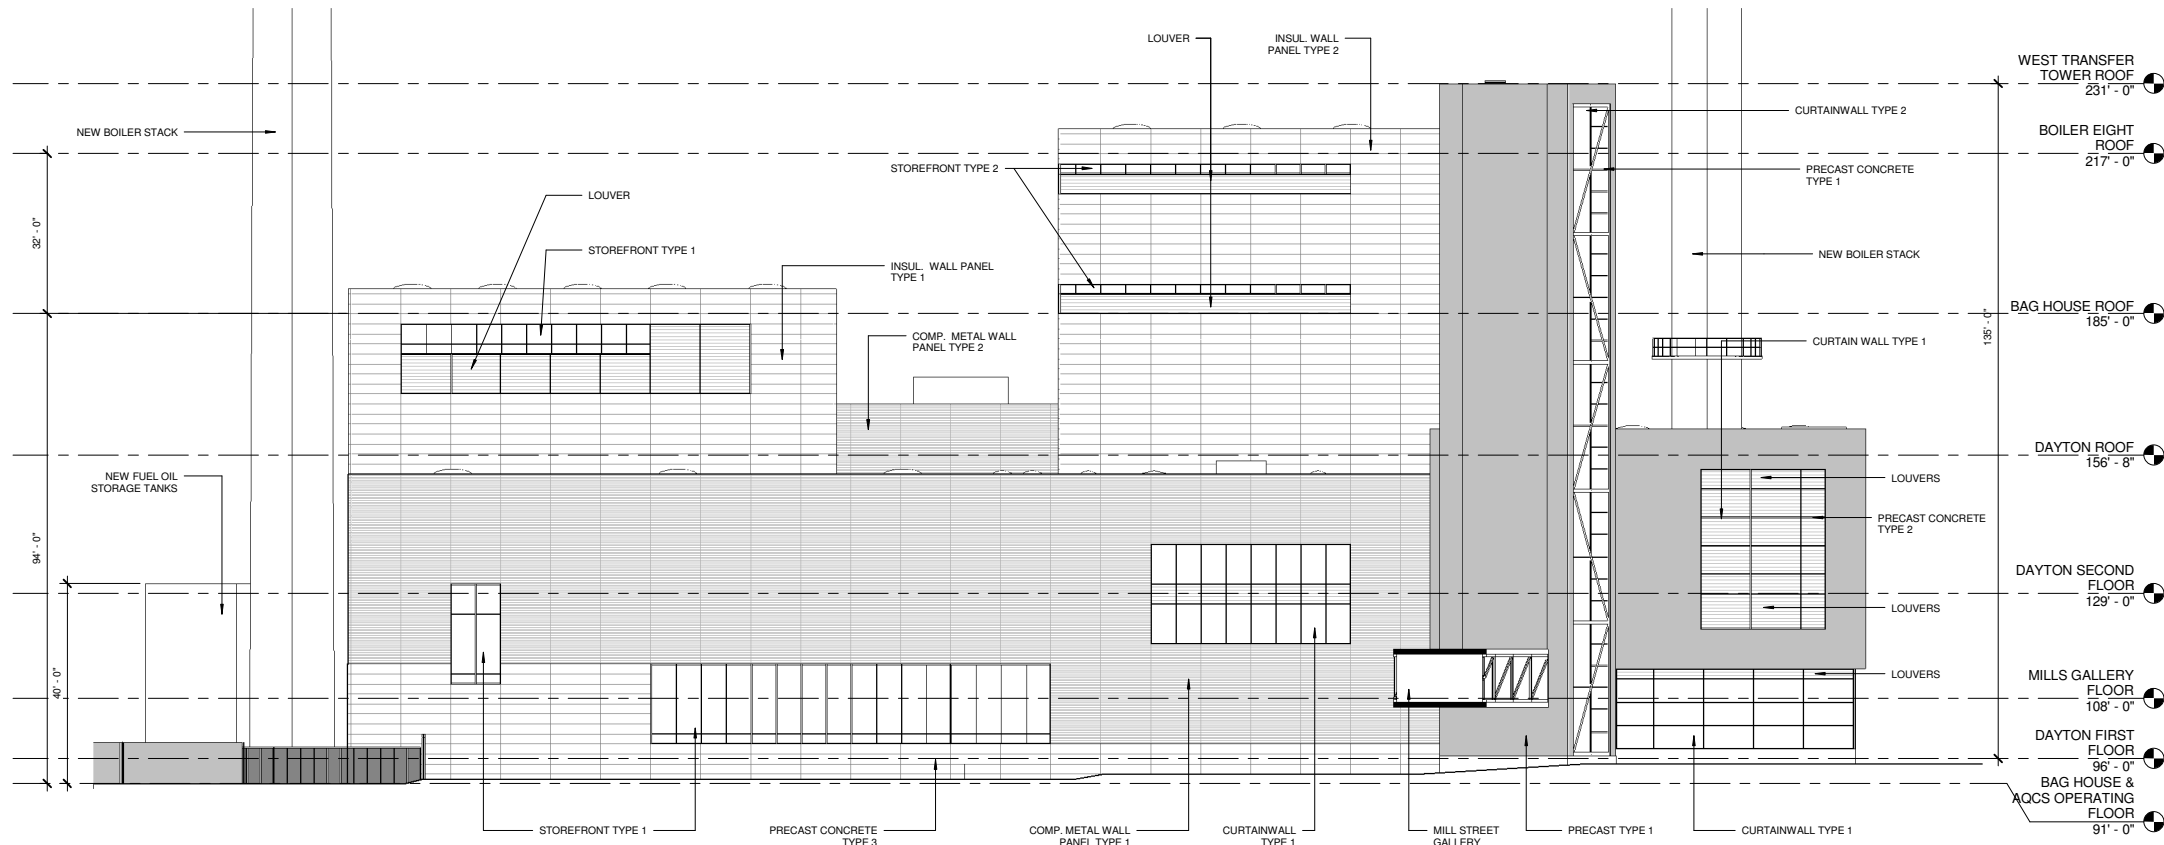 LOUVER
INSUL. WALL
PANEL TYPE 2
WEST TRANSFER
TOWER ROOF
231' - 0"
CURTAINWALL TYPE 2
NEW BOILER STACK
BOILER EIGHT
ROOF
217' - 0"
STOREFRONT TYPE 2
PRECAST CONCRETE
TYPE 1
LOUVER
32' - 0"
STOREFRONT TYPE 1
NEW BOILER STACK
INSUL. WALL PANEL
TYPE 1
BAG HOUSE ROOF
185' - 0"
135' - 0"
COMP. METAL WALL
PANEL TYPE 2
CURTAIN WALL TYPE 1
DAYTON ROOF
156' - 8"
NEW FUEL OIL
STORAGE TANKS
LOUVERS
PRECAST CONCRETE
TYPE 2
94' - 0"
DAYTON SECOND
FLOOR
129' - 0"
LOUVERS
40' - 0"
LOUVERS
MILLS GALLERY
FLOOR
108' - 0"
DAYTON FIRST
FLOOR
96' - 0"
BAG HOUSE &
AQCS OPERATING
FLOOR
91' - 0"
STOREFRONT TYPE 1
PRECAST CONCRETE
TYPE 3
COMP. METAL WALL
PANEL TYPE 1
CURTAINWALL
TYPE 1
MILL STREET
GALLERY
PRECAST TYPE 1
CURTAINWALL TYPE 1